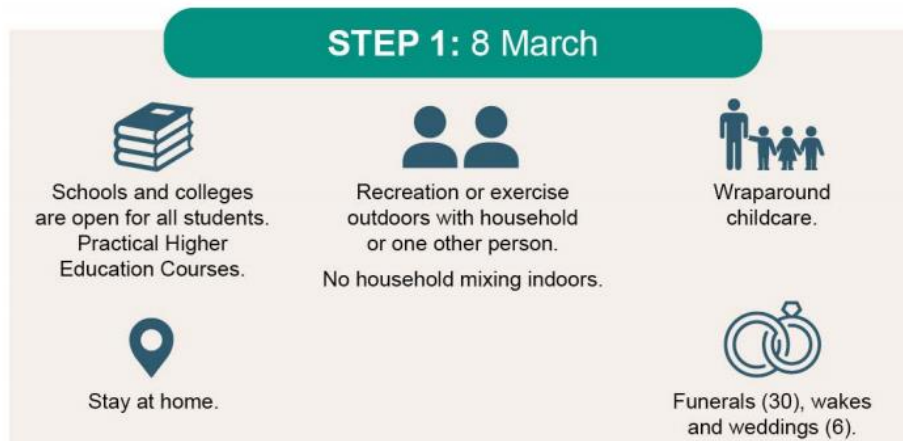 STEP 1: 8 March
Schools and colleges
are open for all students.
Practical Higher
Education Courses.
Recreation or exercise
outdoors with household
or one other person.
No household mixing indoors.
Wraparound
childcare.
Stay at home.
Funerals (30), wakes
and weddings (6).